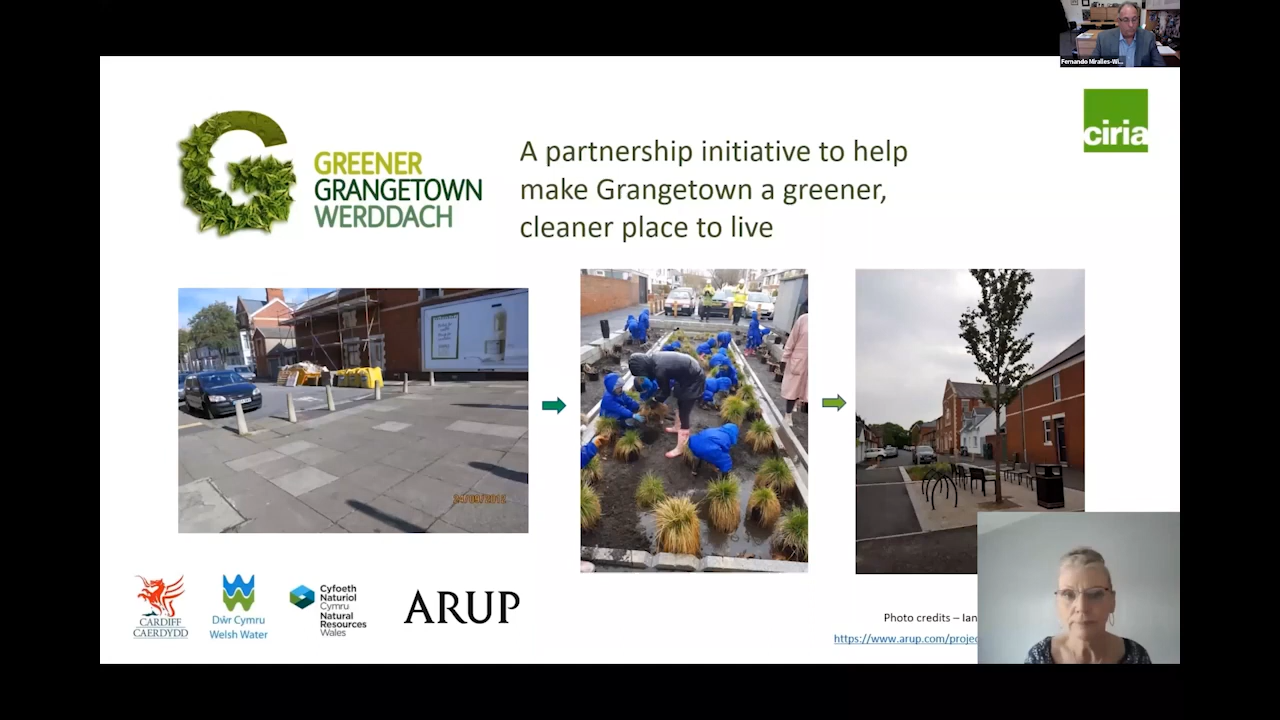 Fernando Miralles-Wi...
ciria
GREENER
GRANGETOWN
WERDDACH
A partnership initiative to help
make Grangetown a greener,
cleaner place to live
CARDIFF
CAERDYDD
Dŵr Cymru
Welsh Water
Cyfoeth
Naturiol
Cymru
Natural
Resources
Wales
ARUP
Photo credits – Ian
https://www.arup.com/projec